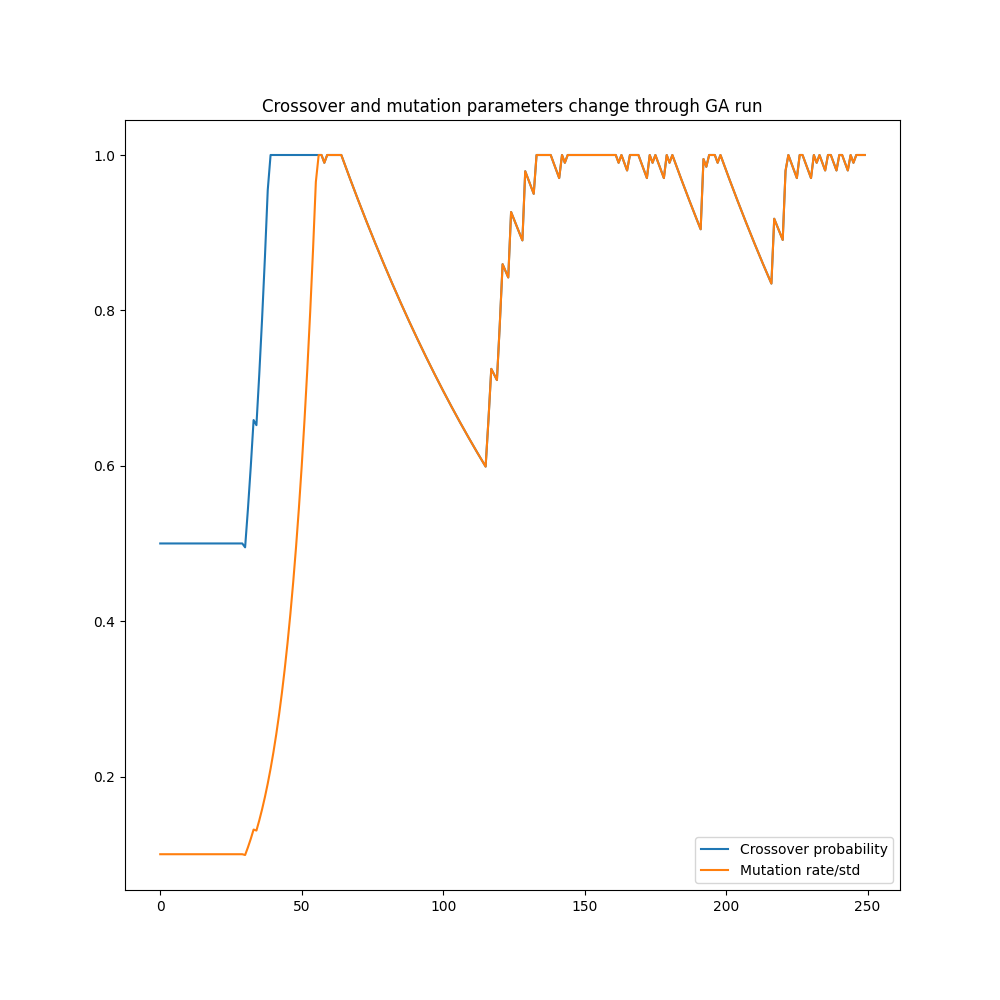 Crossover and mutation parameters change through GA run
1.0
0.8
0.6
0.4
0.2
0 50 100 150 200 250
Crossover probability
Mutation rate/std